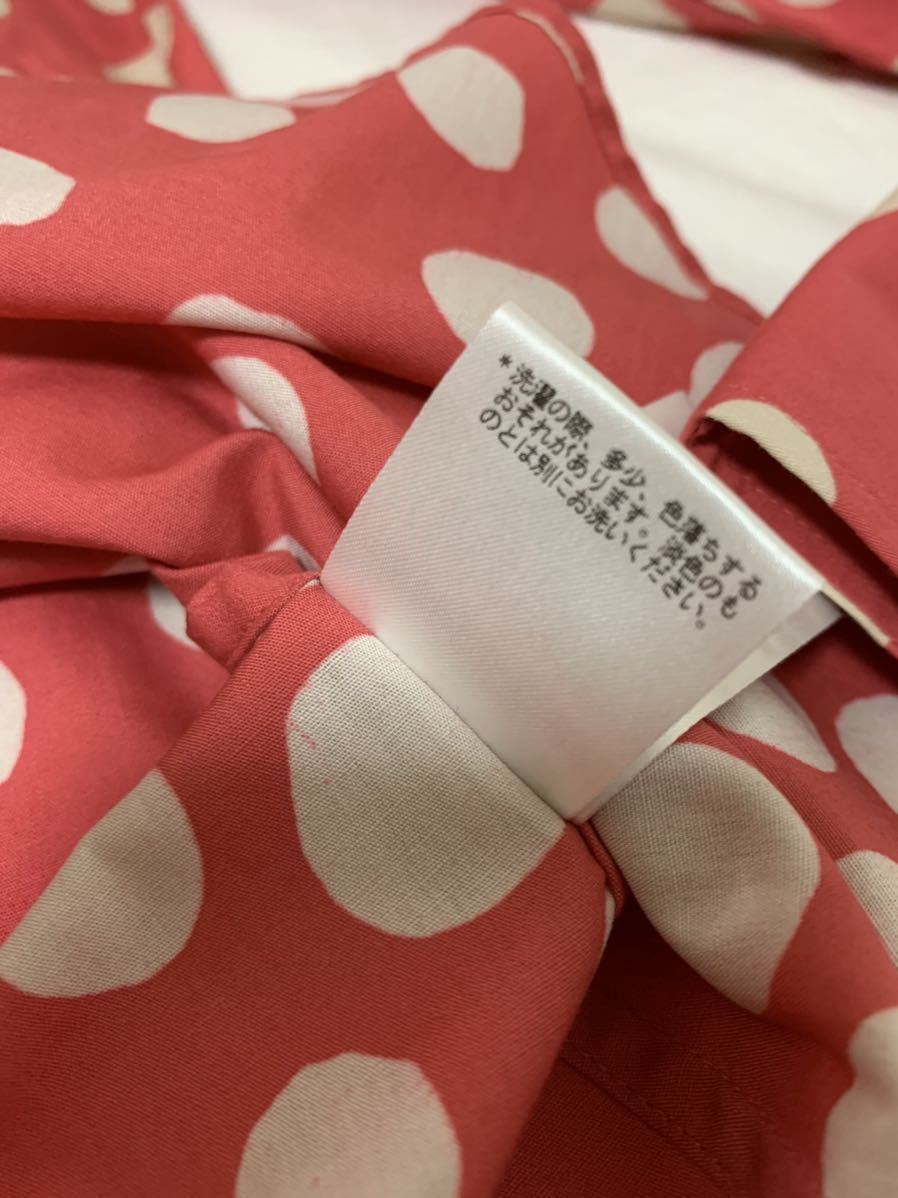 *洗濯の際、多少、色落ちする
おそれがあります。淡色のも
のとは別にお洗いください。